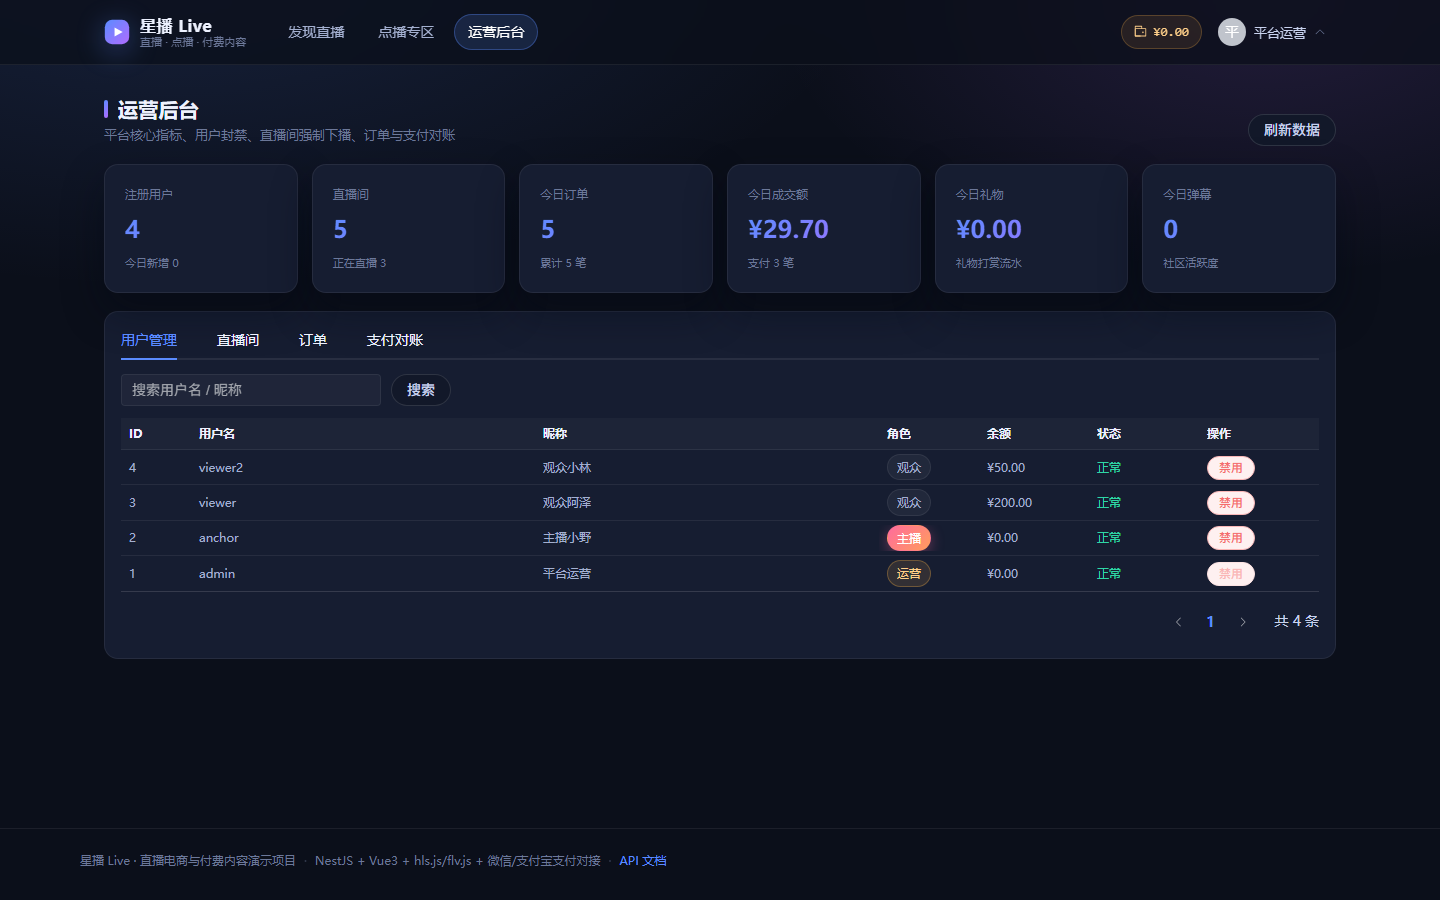 星播 Live
直播 · 点播 · 付费内容
发现直播 点播专区 运营后台
¥0.00 平 平台运营
运营后台
平台核心指标、用户封禁、直播间强制下播、订单与支付对账
刷新数据
注册用户 直播间 今日订单 今日成交额 今日礼物 今日弹幕
4 5 5 ¥29.70 ¥0.00 0
今日新增 0 正在直播 3 累计 5 笔 支付 3 笔 礼物打赏流水 社区活跃度
用户管理 直播间 订单 支付对账
搜索用户名 / 昵称 搜索
ID 用户名 昵称 角色 余额 状态 操作
4 viewer2 观众小林 观众 ¥50.00 正常 禁用
3 viewer 观众阿泽 观众 ¥200.00 正常 禁用
2 anchor 主播小野 主播 ¥0.00 正常 禁用
1 admin 平台运营 运营 ¥0.00 正常 禁用
1 共 4 条
星播 Live · 直播电商与付费内容演示项目 · NestJS + Vue3 + hls.js/flv.js + 微信/支付宝支付对接 · API 文档